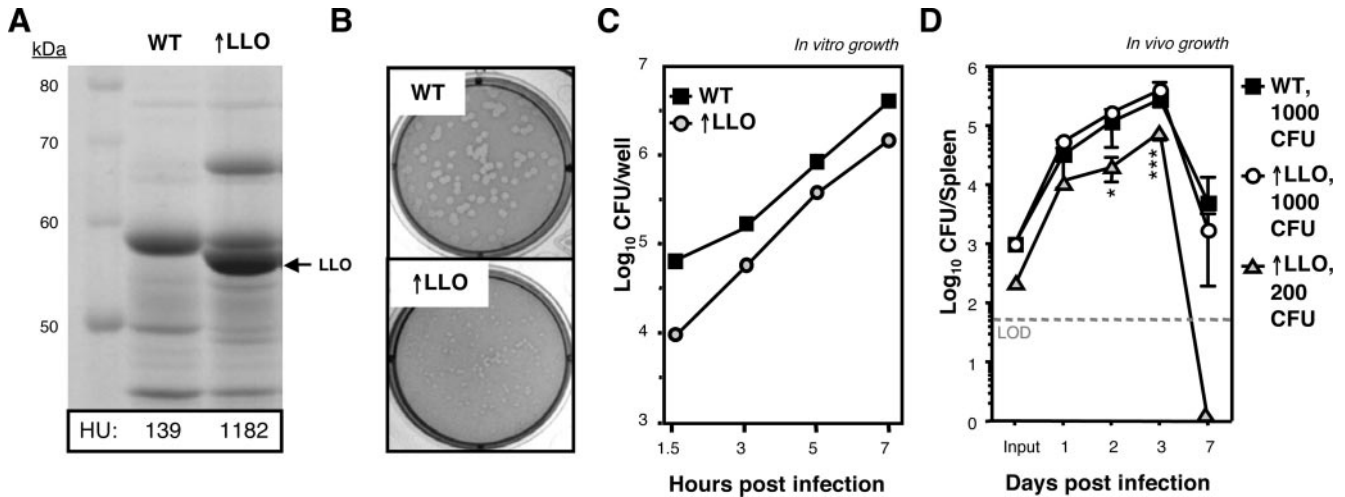 A
kDa
WT
↑LLO
80
70
60
50
LLO
HU:
139
1182
B
WT
↑LLO
C
In vitro growth
WT
↑LLO
Log10 CFU/well
7
6
5
4
3
1.5
3
5
7
Hours post infection
D
In vivo growth
Log10 CFU/Spleen
6
5
4
3
2
1
0
LOD
*
***
Input
1
2
3
7
Days post infection
WT,
1000
CFU
↑LLO,
1000
CFU
↑LLO,
200
CFU